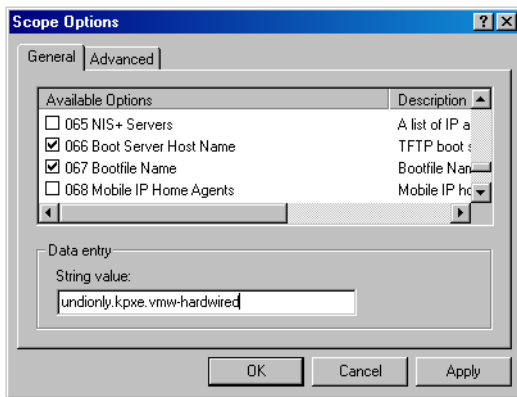 Scope Options
General Advanced
Available Options Description
065 NIS+ Servers A list of IP a
066 Boot Server Host Name TFTP boot s
067 Bootfile Name Bootfile Nam
068 Mobile IP Home Agents Mobile IP ho
Data entry
String value:
undionly.kpxe.vmw-hardwired
OK Cancel Apply